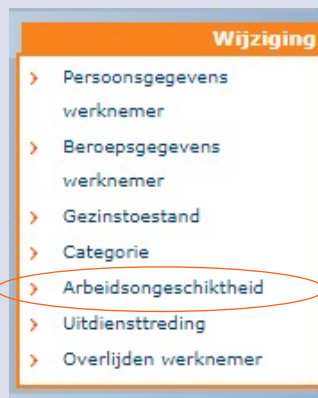 Wijziging
Persoonsgegevens
werknemer
Beroepsgegevens
werknemer
Gezinstoestand
Categorie
Arbeidsongeschiktheid
Uitdiensttreding
Overlijden werknemer